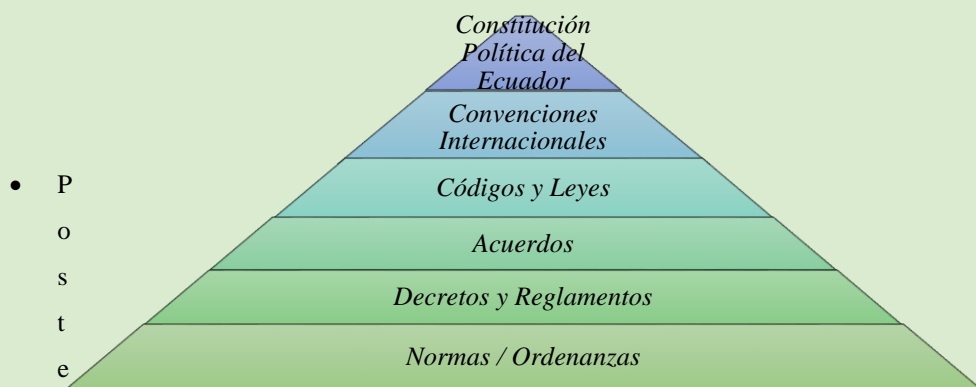 Constitución
Política del
Ecuador
Convenciones
Internacionales
Códigos y Leyes
Acuerdos
Decretos y Reglamentos
Normas / Ordenanzas
• P
o
s
t
e